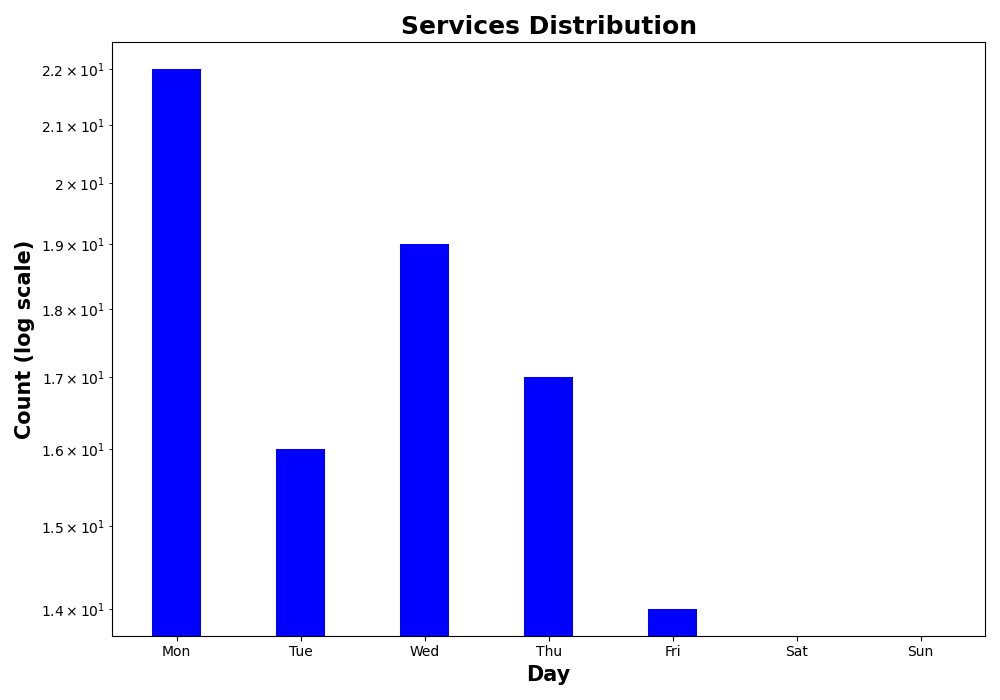 Services Distribution
Count (log scale)
2.2 × 10¹
2.1 × 10¹
2 × 10¹
1.9 × 10¹
1.8 × 10¹
1.7 × 10¹
1.6 × 10¹
1.5 × 10¹
1.4 × 10¹
Mon Tue Wed Thu Fri Sat Sun
Day